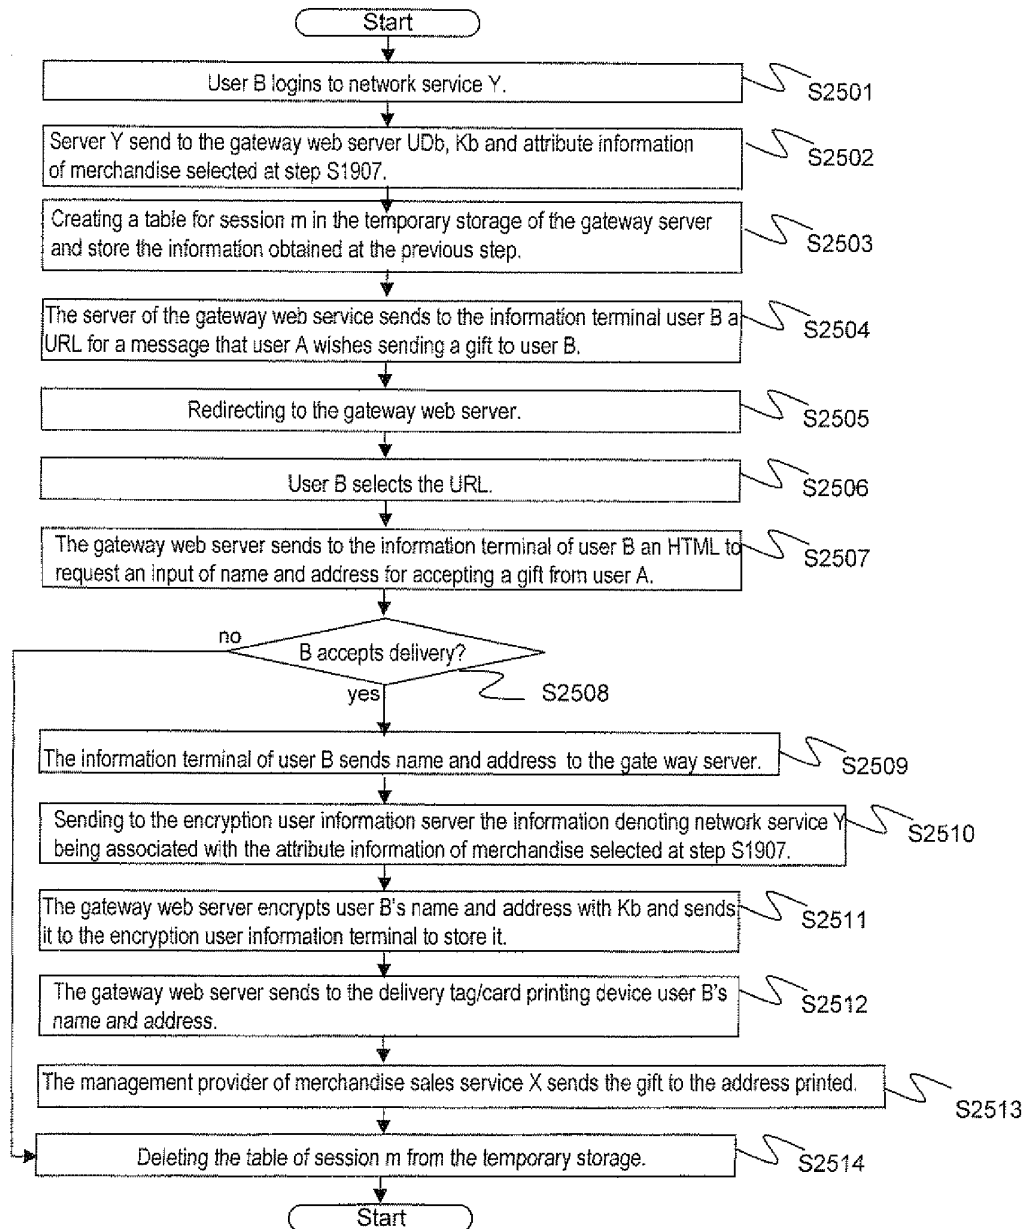 Start
User B logins to network service Y.
S2501
Server Y send to the gateway web server UDb, Kb and attribute information
of merchandise selected at step S1907.
S2502
Creating a table for session m in the temporary storage of the gateway server
and store the information obtained at the previous step.
S2503
The server of the gateway web service sends to the information terminal user B a
URL for a message that user A wishes sending a gift to user B.
S2504
Redirecting to the gateway web server.
S2505
User B selects the URL.
S2506
The gateway web server sends to the information terminal of user B an HTML to
request an input of name and address for accepting a gift from user A.
S2507
no
B accepts delivery?
yes
S2508
The information terminal of user B sends name and address to the gate way server.
S2509
Sending to the encryption user information server the information denoting network service Y
being associated with the attribute information of merchandise selected at step S1907.
S2510
The gateway web server encrypts user B's name and address with Kb and sends
it to the encryption user information terminal to store it.
S2511
The gateway web server sends to the delivery tag/card printing device user B's
name and address.
S2512
The management provider of merchandise sales service X sends the gift to the address printed.
S2513
Deleting the table of session m from the temporary storage.
S2514
Start